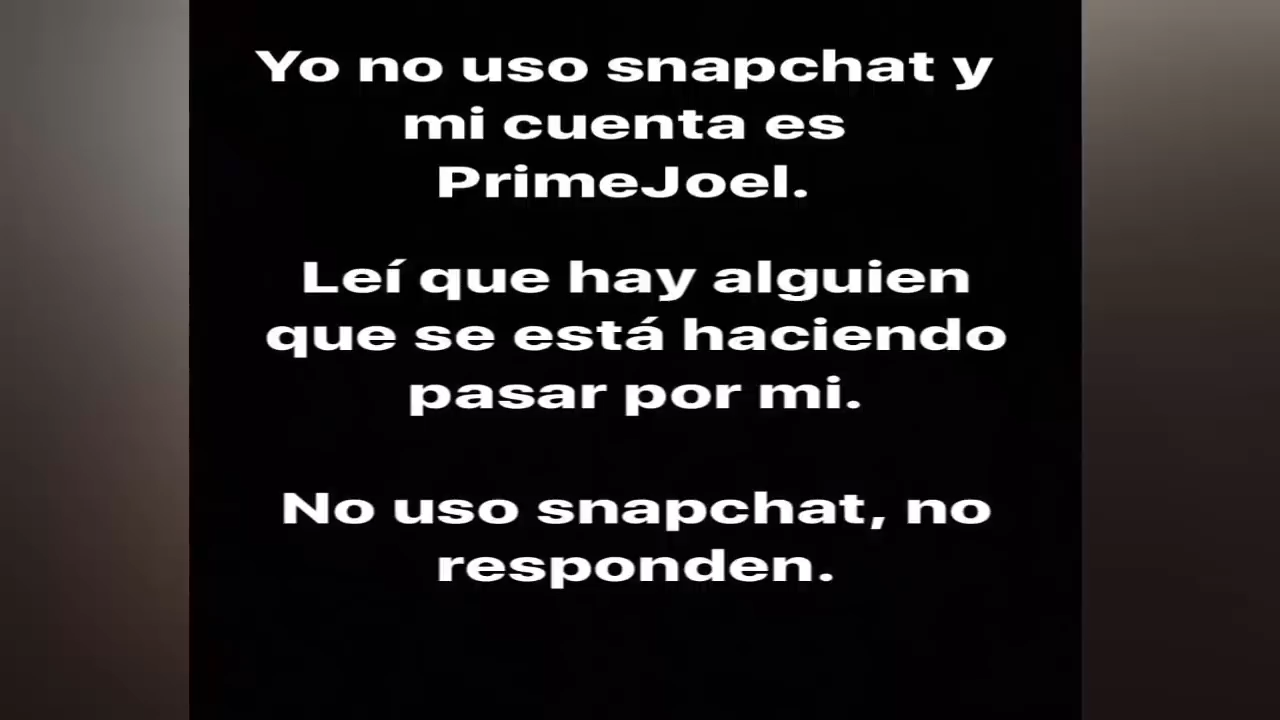 Yo no uso snapchat y
mi cuenta es
PrimeJoel.
Leí que hay alguien
que se está haciendo
pasar por mi.
No uso snapchat, no
responden.